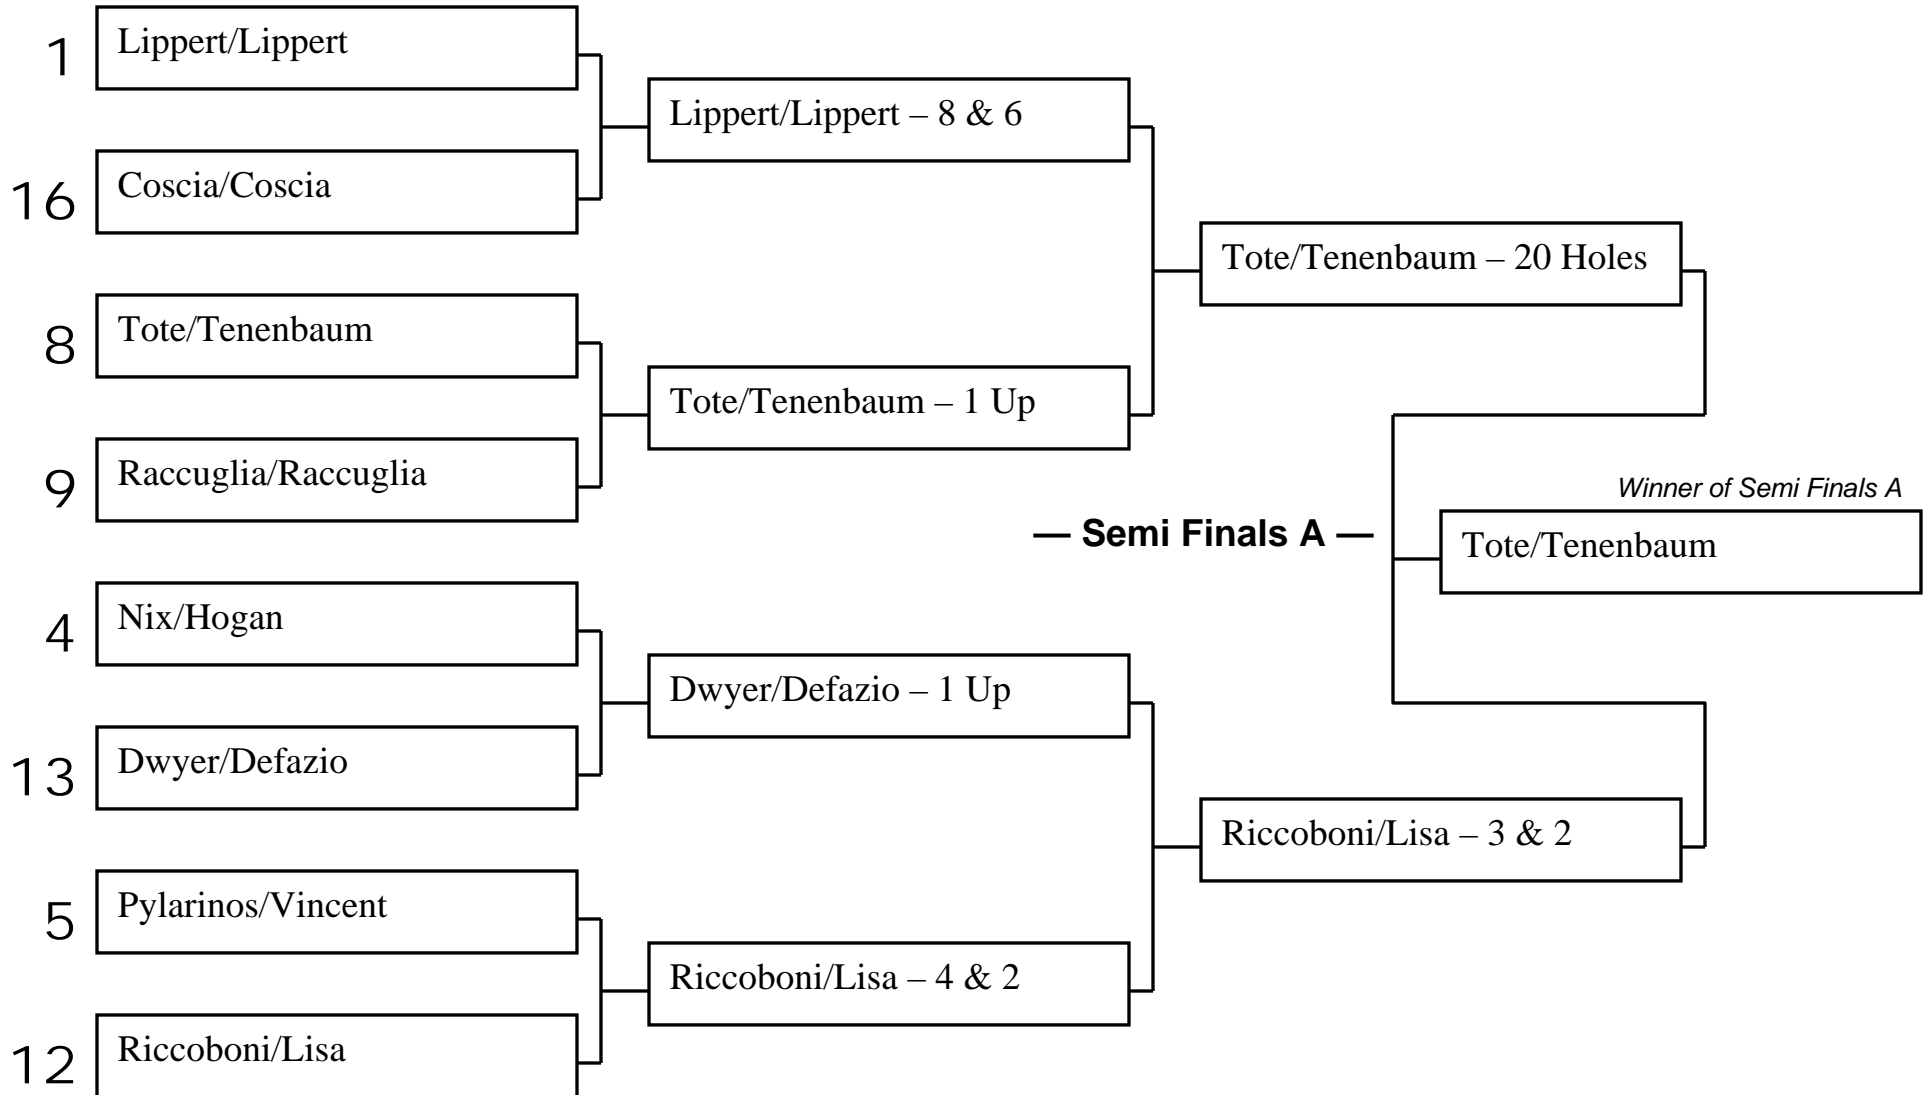 1 Lippert/Lippert
Lippert/Lippert – 8 & 6
16 Coscia/Coscia
Tote/Tenenbaum – 20 Holes
8 Tote/Tenenbaum
Tote/Tenenbaum – 1 Up
9 Raccuglia/Raccuglia
Winner of Semi Finals A
— Semi Finals A —
Tote/Tenenbaum
4 Nix/Hogan
Dwyer/Defazio – 1 Up
13 Dwyer/Defazio
Riccoboni/Lisa – 3 & 2
5 Pylarinos/Vincent
Riccoboni/Lisa – 4 & 2
12 Riccoboni/Lisa